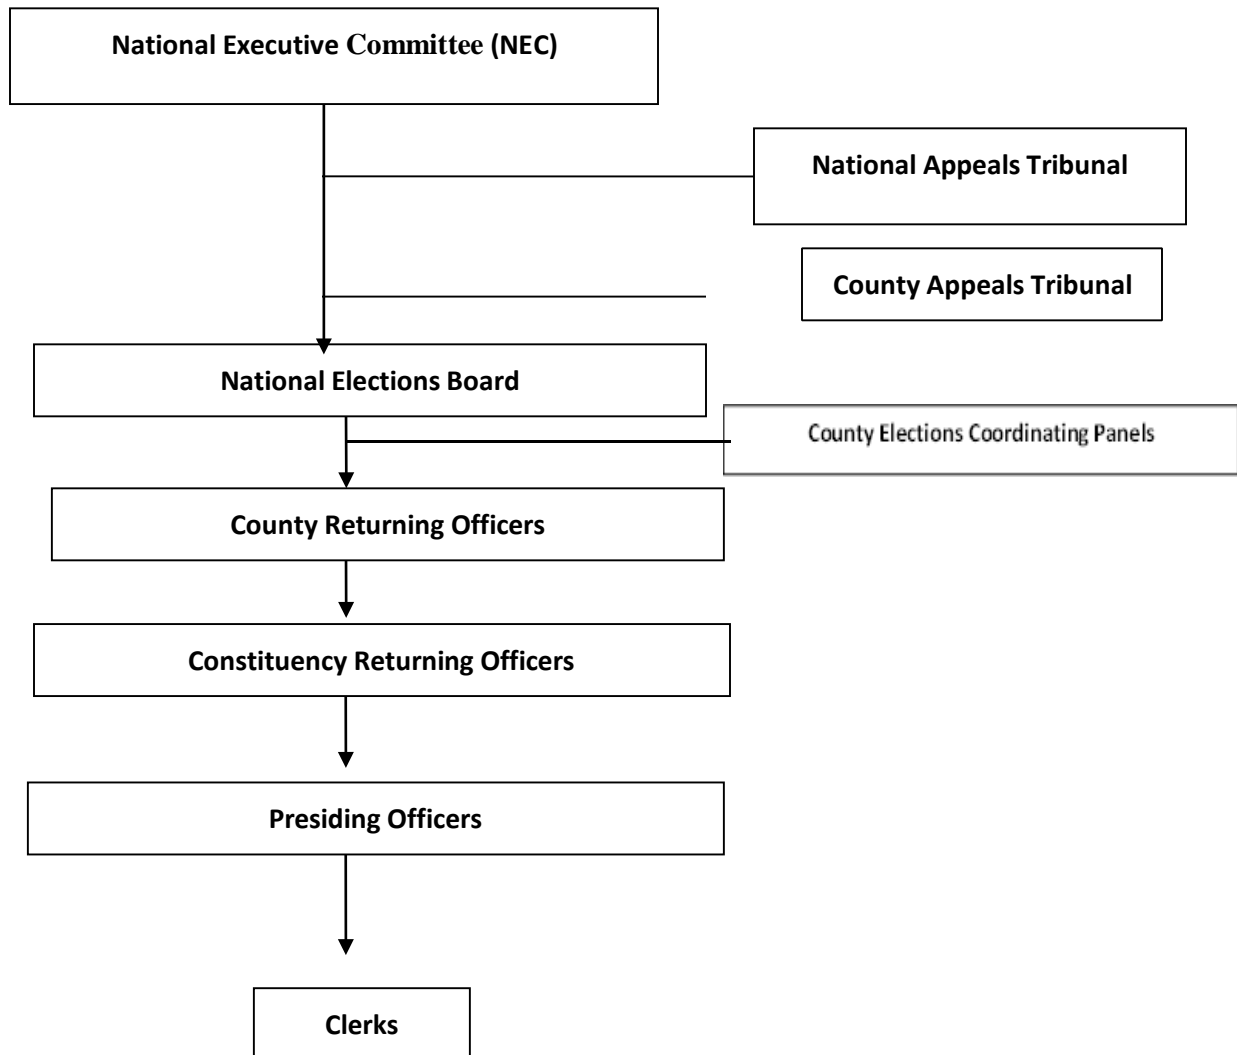 National Executive Committee (NEC)
National Appeals Tribunal
County Appeals Tribunal
National Elections Board
County Elections Coordinating Panels
County Returning Officers
Constituency Returning Officers
Presiding Officers
Clerks